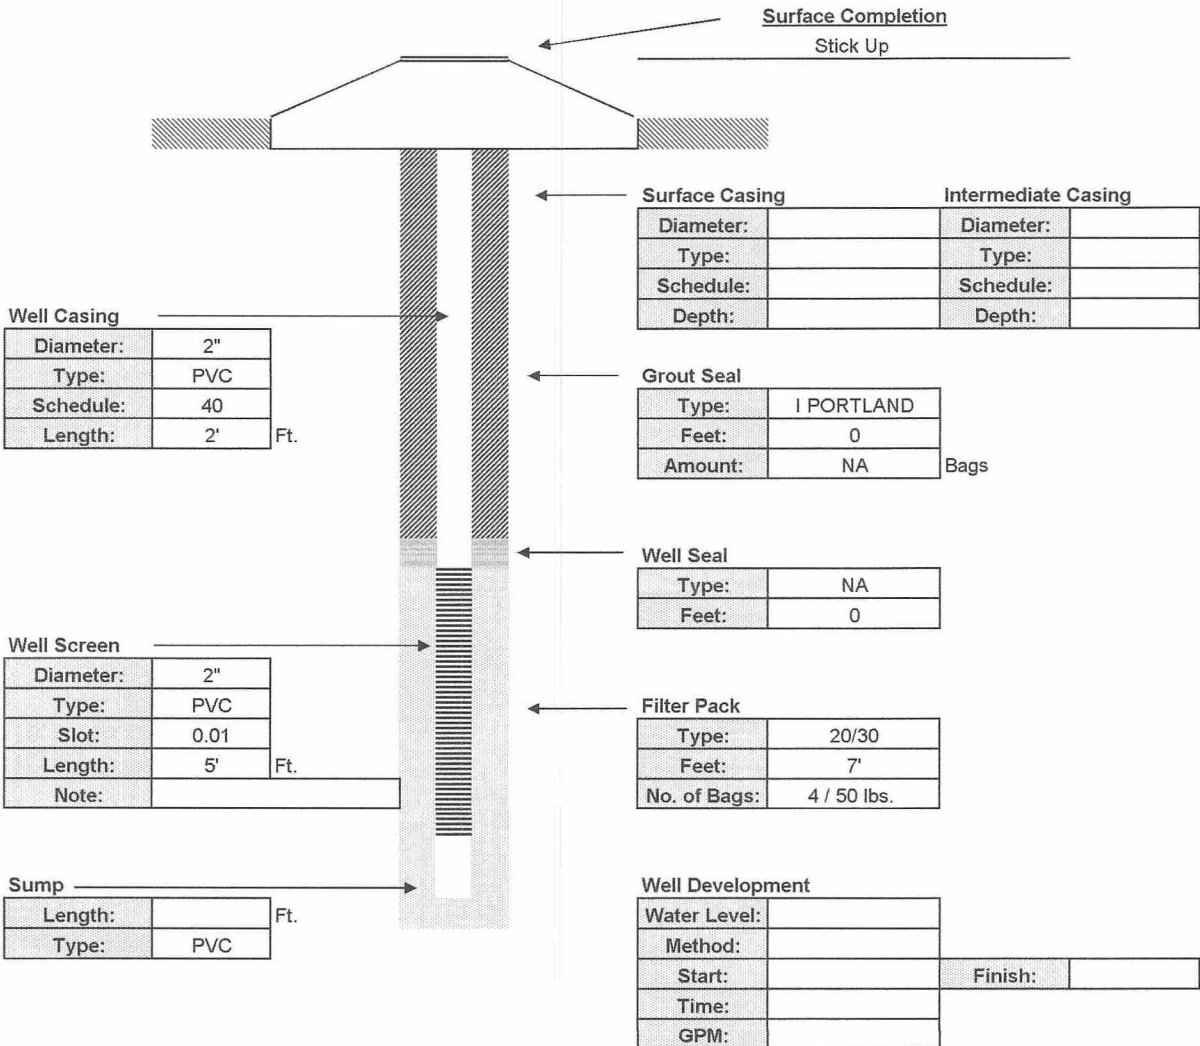 Surface Completion
Stick Up
Surface Casing Intermediate Casing
Diameter: Diameter:
Type: Type:
Schedule: Schedule:
Depth: Depth:
Well Casing
Diameter: 2"
Type: PVC
Schedule: 40
Length: 2' Ft.
Grout Seal
Type: I PORTLAND
Feet: 0
Amount: NA Bags
Well Seal
Type: NA
Feet: 0
Well Screen
Diameter: 2"
Type: PVC
Slot: 0.01
Length: 5' Ft.
Note:
Filter Pack
Type: 20/30
Feet: 7'
No. of Bags: 4 / 50 lbs.
Sump
Length: Ft.
Type: PVC
Well Development
Water Level:
Method:
Start: Finish:
Time:
GPM: